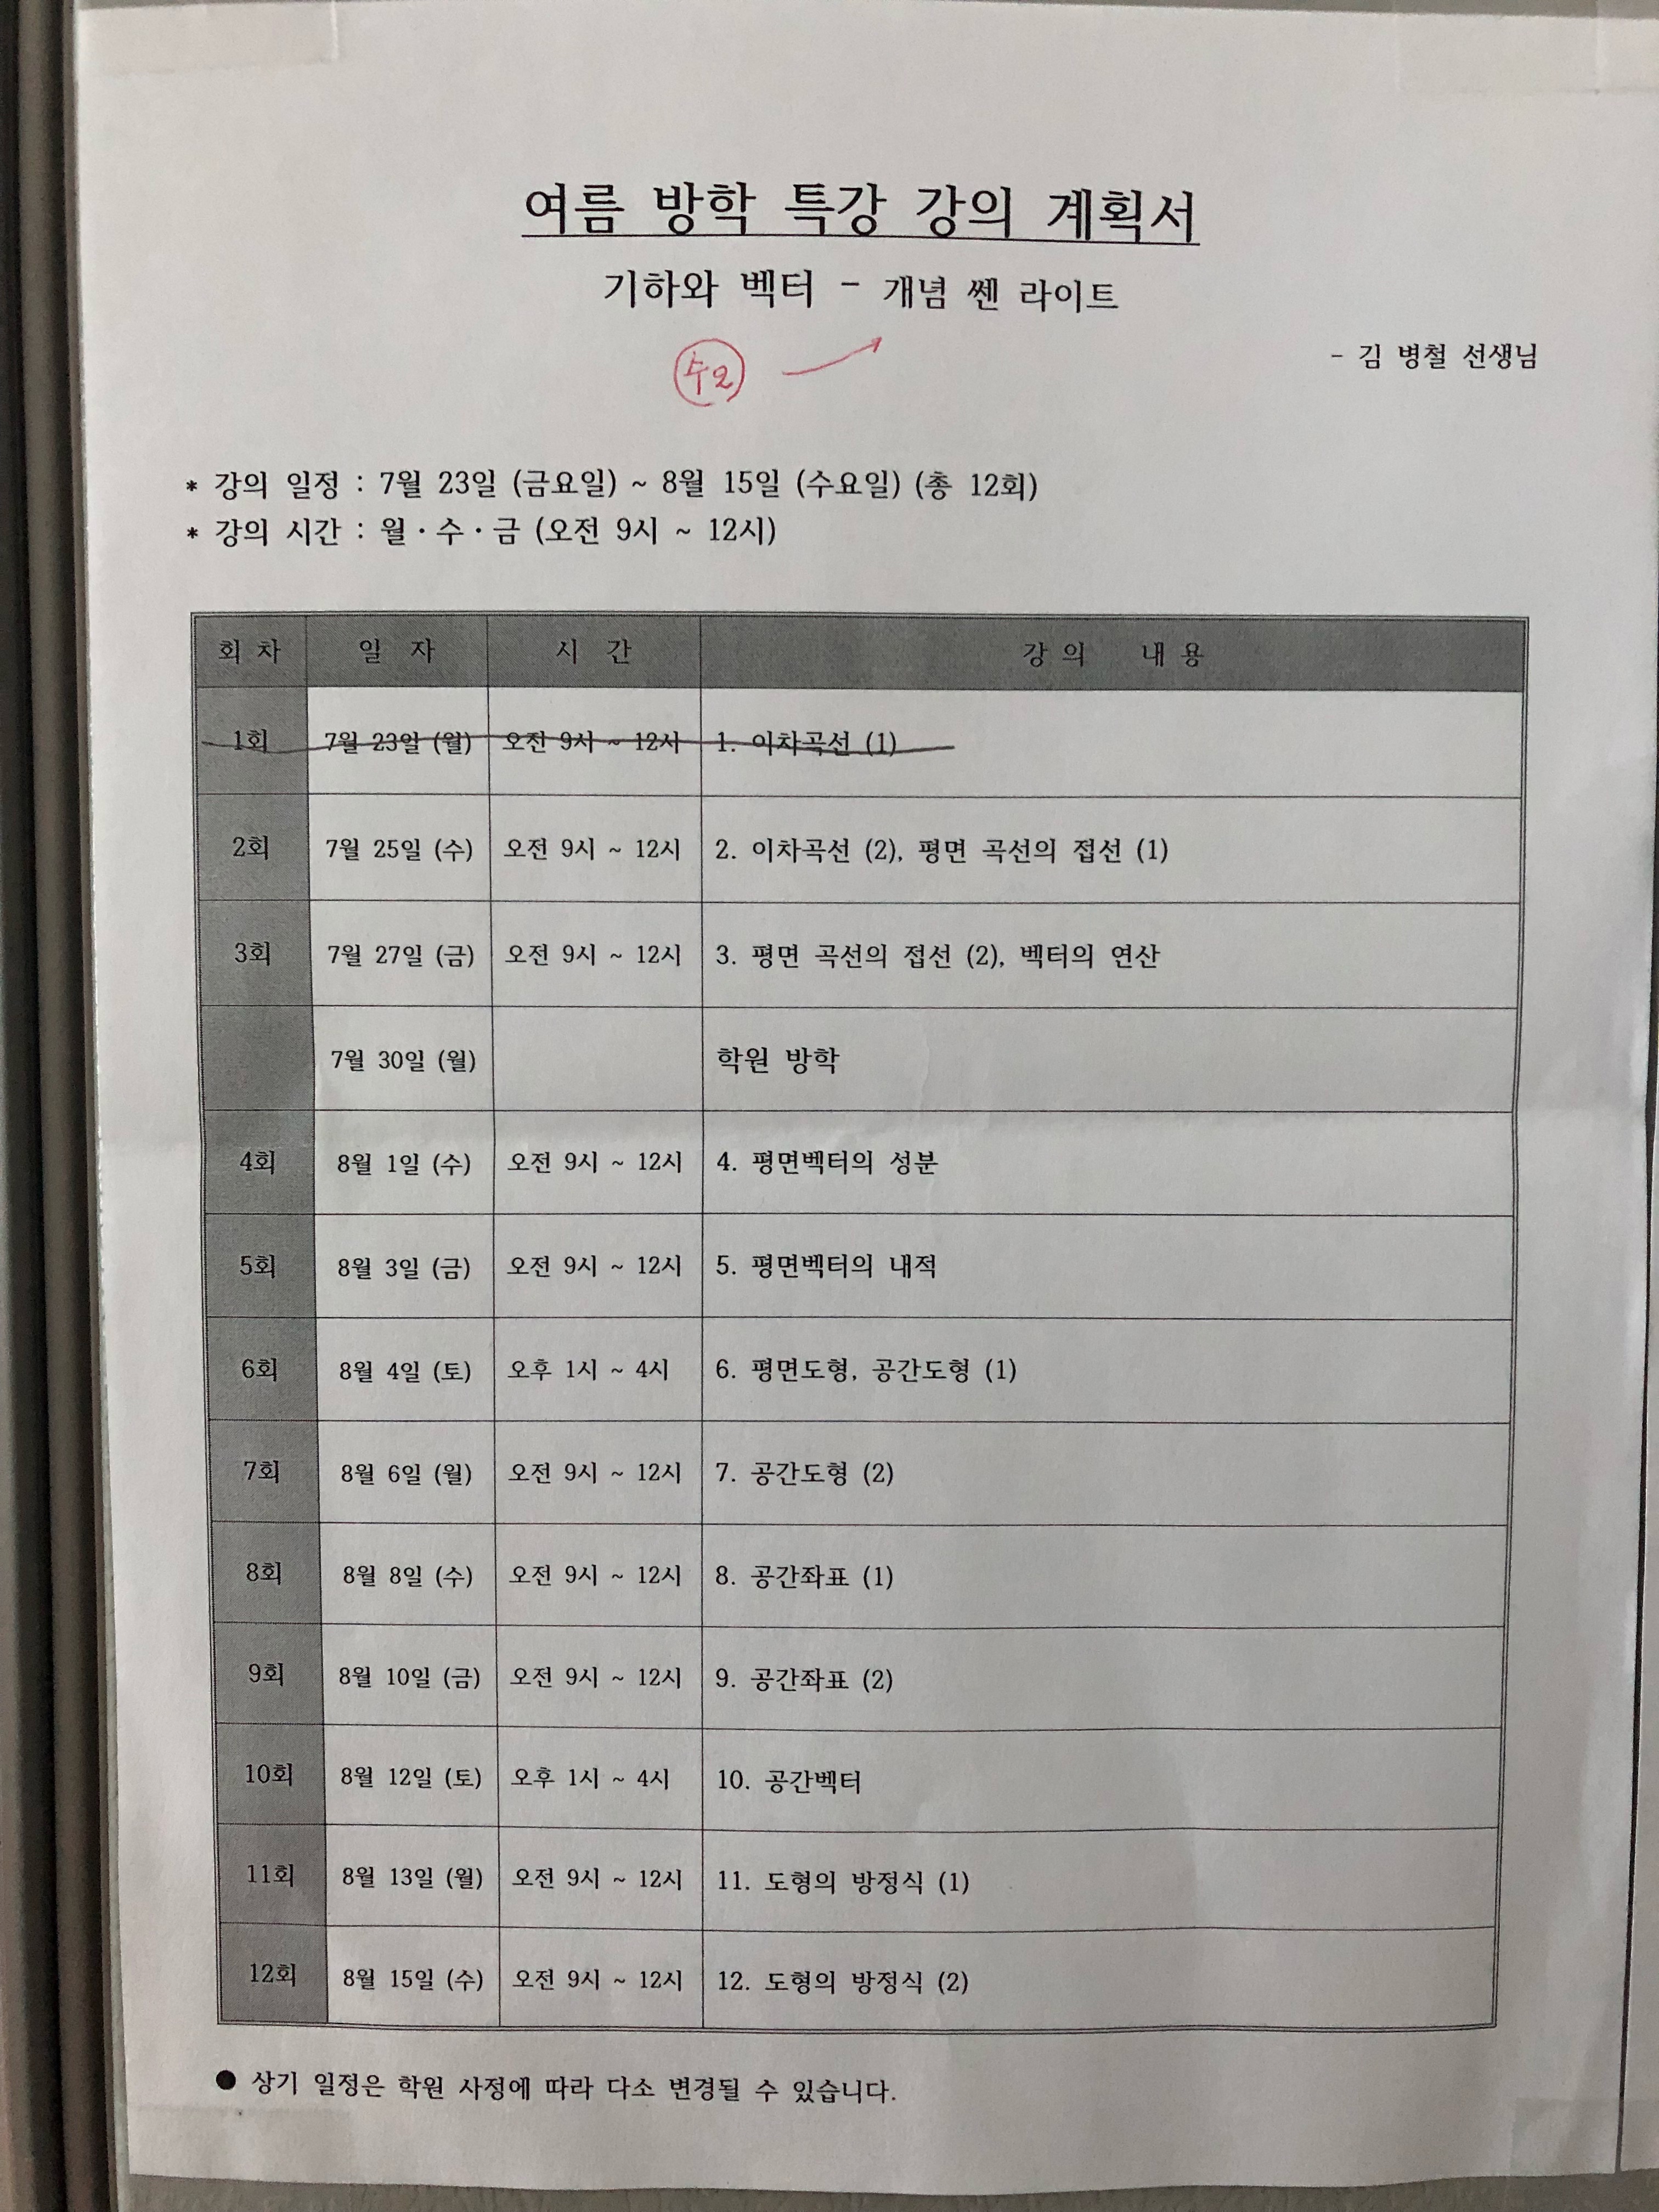 여름 방학 특강 강의 계획서
기하와 벡터 - 개념 쎈 라이트
수2
- 김 병철 선생님
* 강의 일정 : 7월 23일 (금요일) ~ 8월 15일 (수요일) (총 12회)
* 강의 시간 : 월·수·금 (오전 9시 ~ 12시)
회 차 일 자 시 간 강 의 내 용
1회 7월 23일 (월) 오전 9시 ~ 12시 1. 이차곡선 (1)
2회 7월 25일 (수) 오전 9시 ~ 12시 2. 이차곡선 (2), 평면 곡선의 접선 (1)
3회 7월 27일 (금) 오전 9시 ~ 12시 3. 평면 곡선의 접선 (2), 벡터의 연산
7월 30일 (월) 학원 방학
4회 8월 1일 (수) 오전 9시 ~ 12시 4. 평면벡터의 성분
5회 8월 3일 (금) 오전 9시 ~ 12시 5. 평면벡터의 내적
6회 8월 4일 (토) 오후 1시 ~ 4시 6. 평면도형, 공간도형 (1)
7회 8월 6일 (월) 오전 9시 ~ 12시 7. 공간도형 (2)
8회 8월 8일 (수) 오전 9시 ~ 12시 8. 공간좌표 (1)
9회 8월 10일 (금) 오전 9시 ~ 12시 9. 공간좌표 (2)
10회 8월 12일 (토) 오후 1시 ~ 4시 10. 공간벡터
11회 8월 13일 (월) 오전 9시 ~ 12시 11. 도형의 방정식 (1)
12회 8월 15일 (수) 오전 9시 ~ 12시 12. 도형의 방정식 (2)
● 상기 일정은 학원 사정에 따라 다소 변경될 수 있습니다.